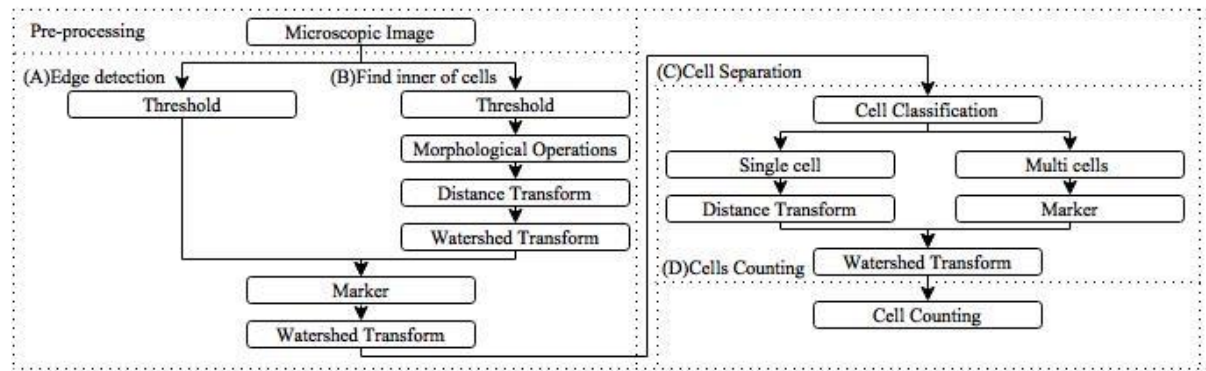 Pre-processing
Microscopic Image
(A)Edge detection
(B)Find inner of cells
Threshold
Threshold
Morphological Operations
Distance Transform
Watershed Transform
Marker
Watershed Transform
(C)Cell Separation
Cell Classification
Single cell
Multi cells
Distance Transform
Marker
Watershed Transform
(D)Cells Counting
Cell Counting